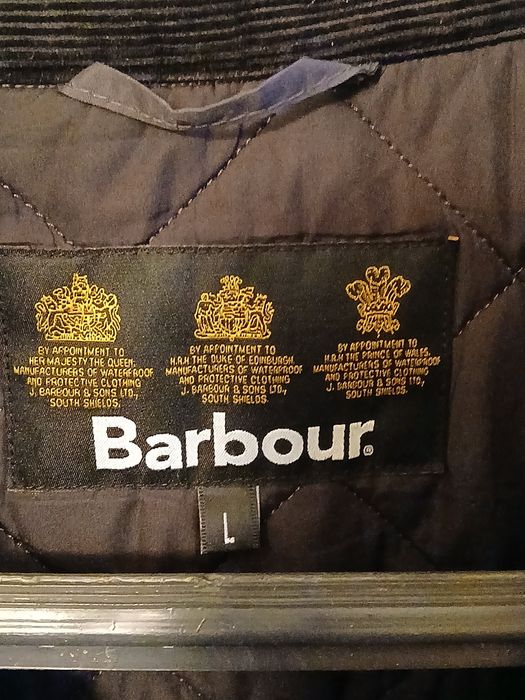 BY APPOINTMENT TO
HER MAJESTY THE QUEEN.
MANUFACTURERS OF WATERPROOF
AND PROTECTIVE CLOTHING
J. BARBOUR & SONS LTD.,
SOUTH SHIELDS.
BY APPOINTMENT TO
H.R.H THE DUKE OF EDINBURGH.
MANUFACTURERS OF WATERPROOF
AND PROTECTIVE CLOTHING
J. BARBOUR & SONS LTD,
SOUTH SHIELDS.
BY APPOINTMENT TO
H.R.H THE PRINCE OF WALES.
MANUFACTURERS OF WATERPROOF
AND PROTECTIVE CLOTHING
J. BARBOUR & SONS LTD,
SOUTH SHIELDS.
Barbour®
L